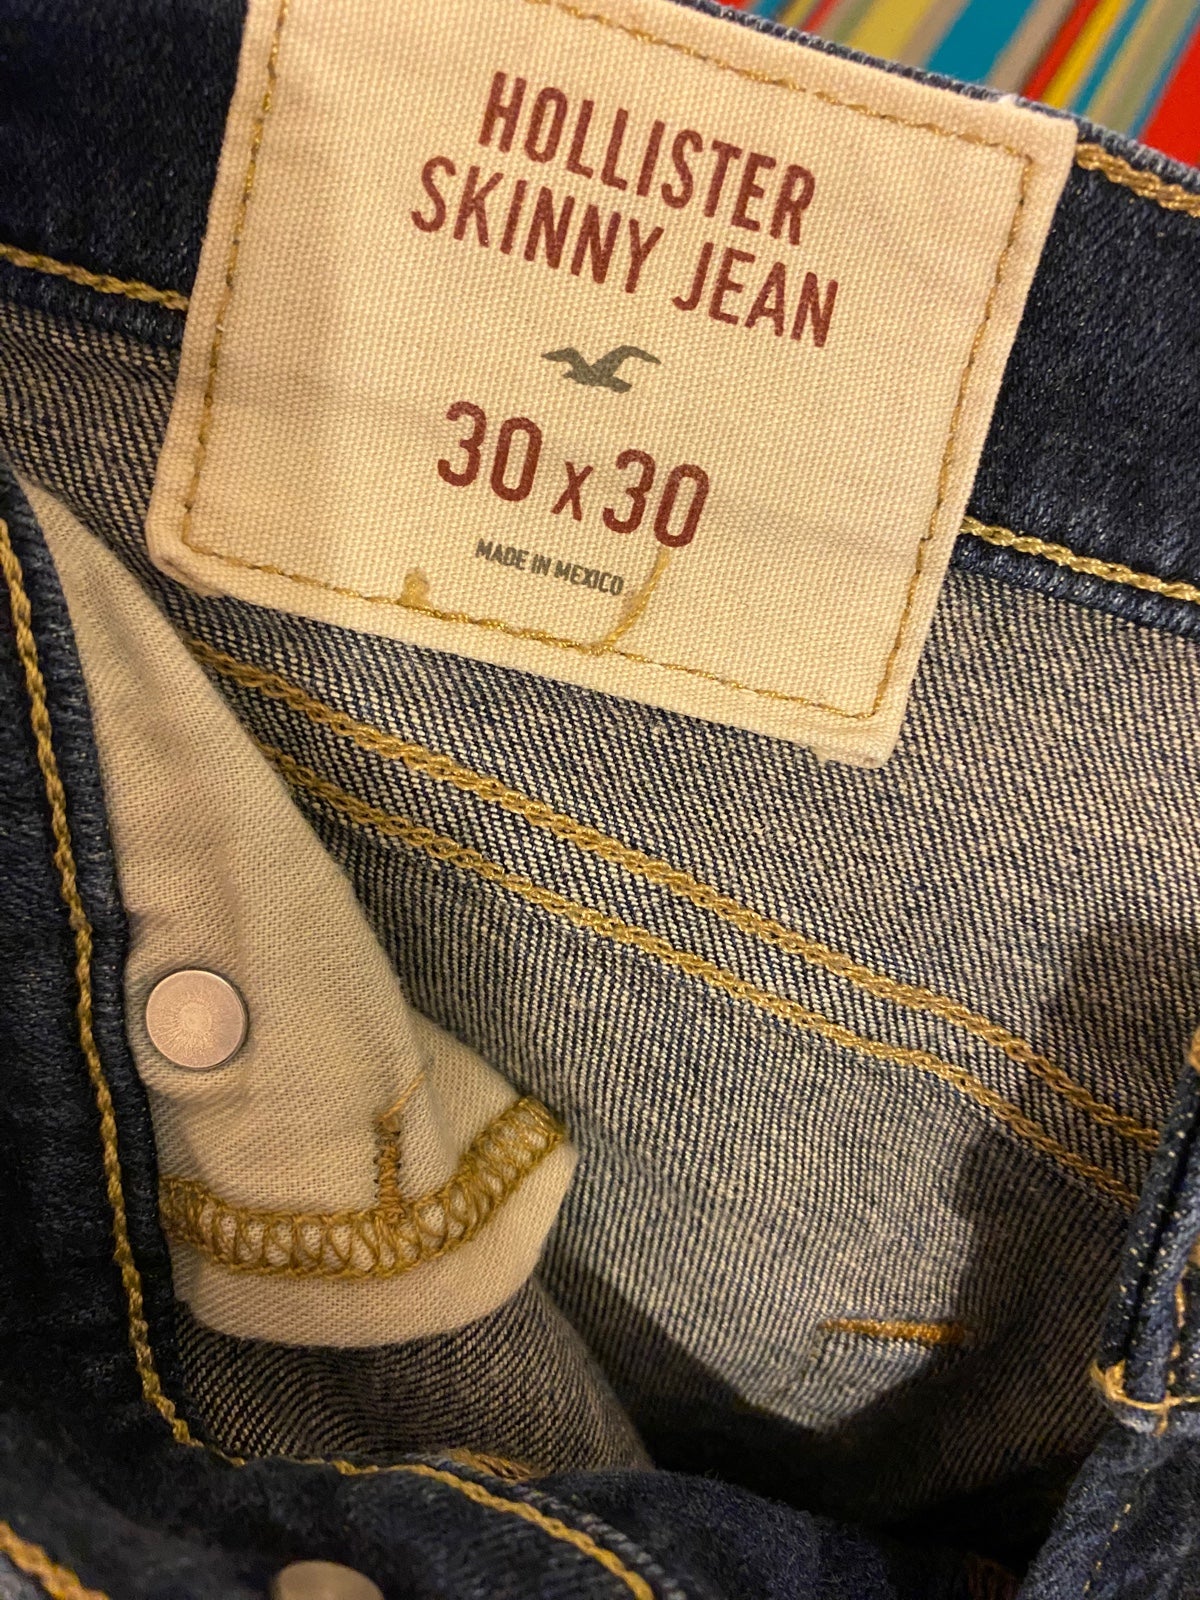 HOLLISTER
SKINNY JEAN
30 x 30
MADE IN MEXICO